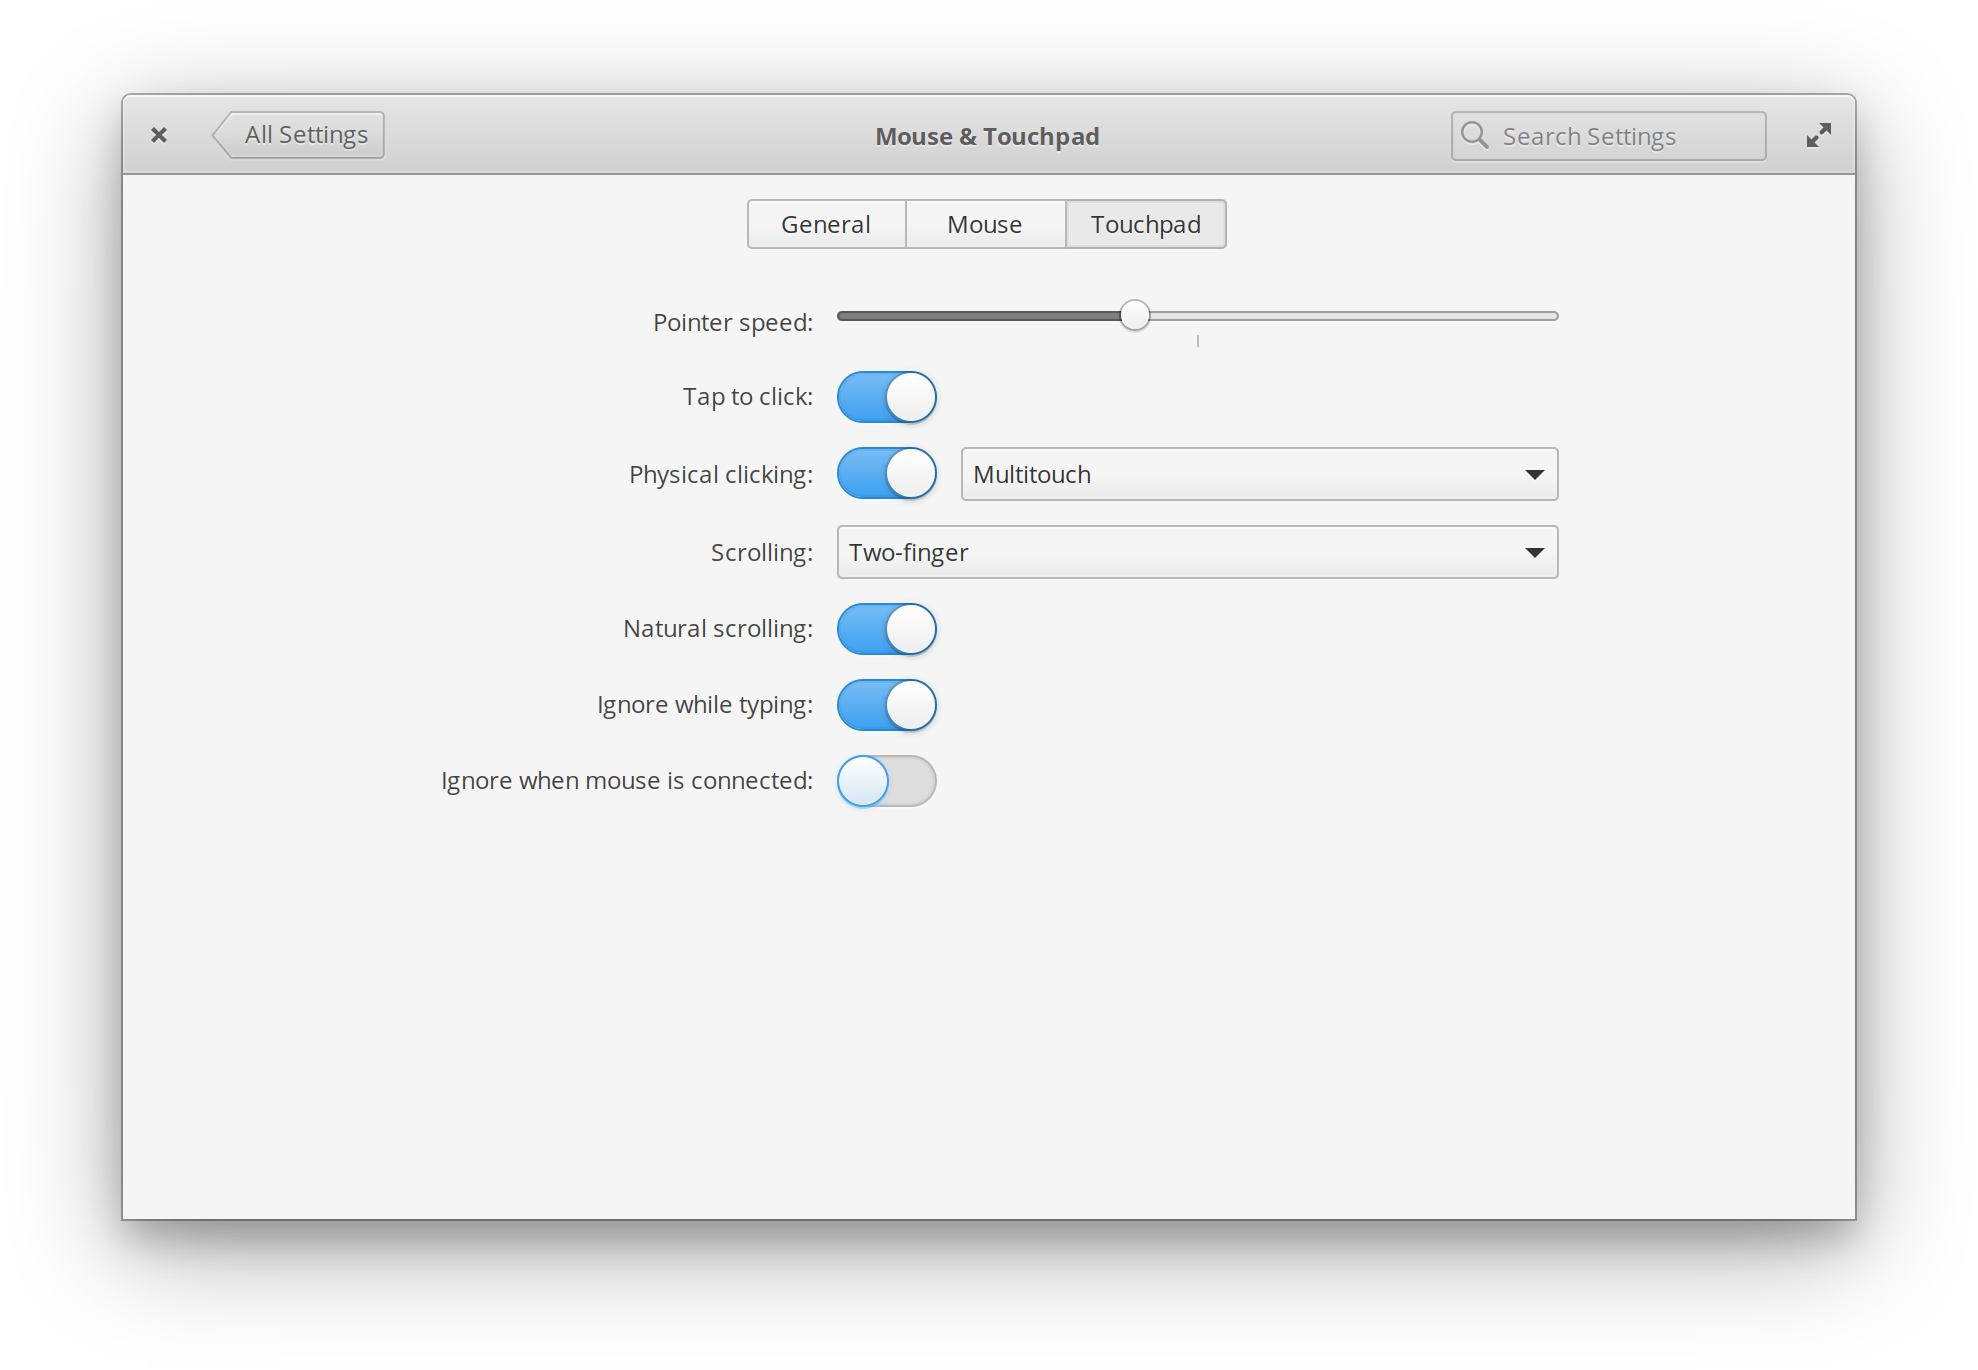 All Settings
Mouse & Touchpad
Search Settings
General
Mouse
Touchpad
Pointer speed:
Tap to click:
Physical clicking:
Multitouch
Scrolling:
Two-finger
Natural scrolling:
Ignore while typing:
Ignore when mouse is connected: